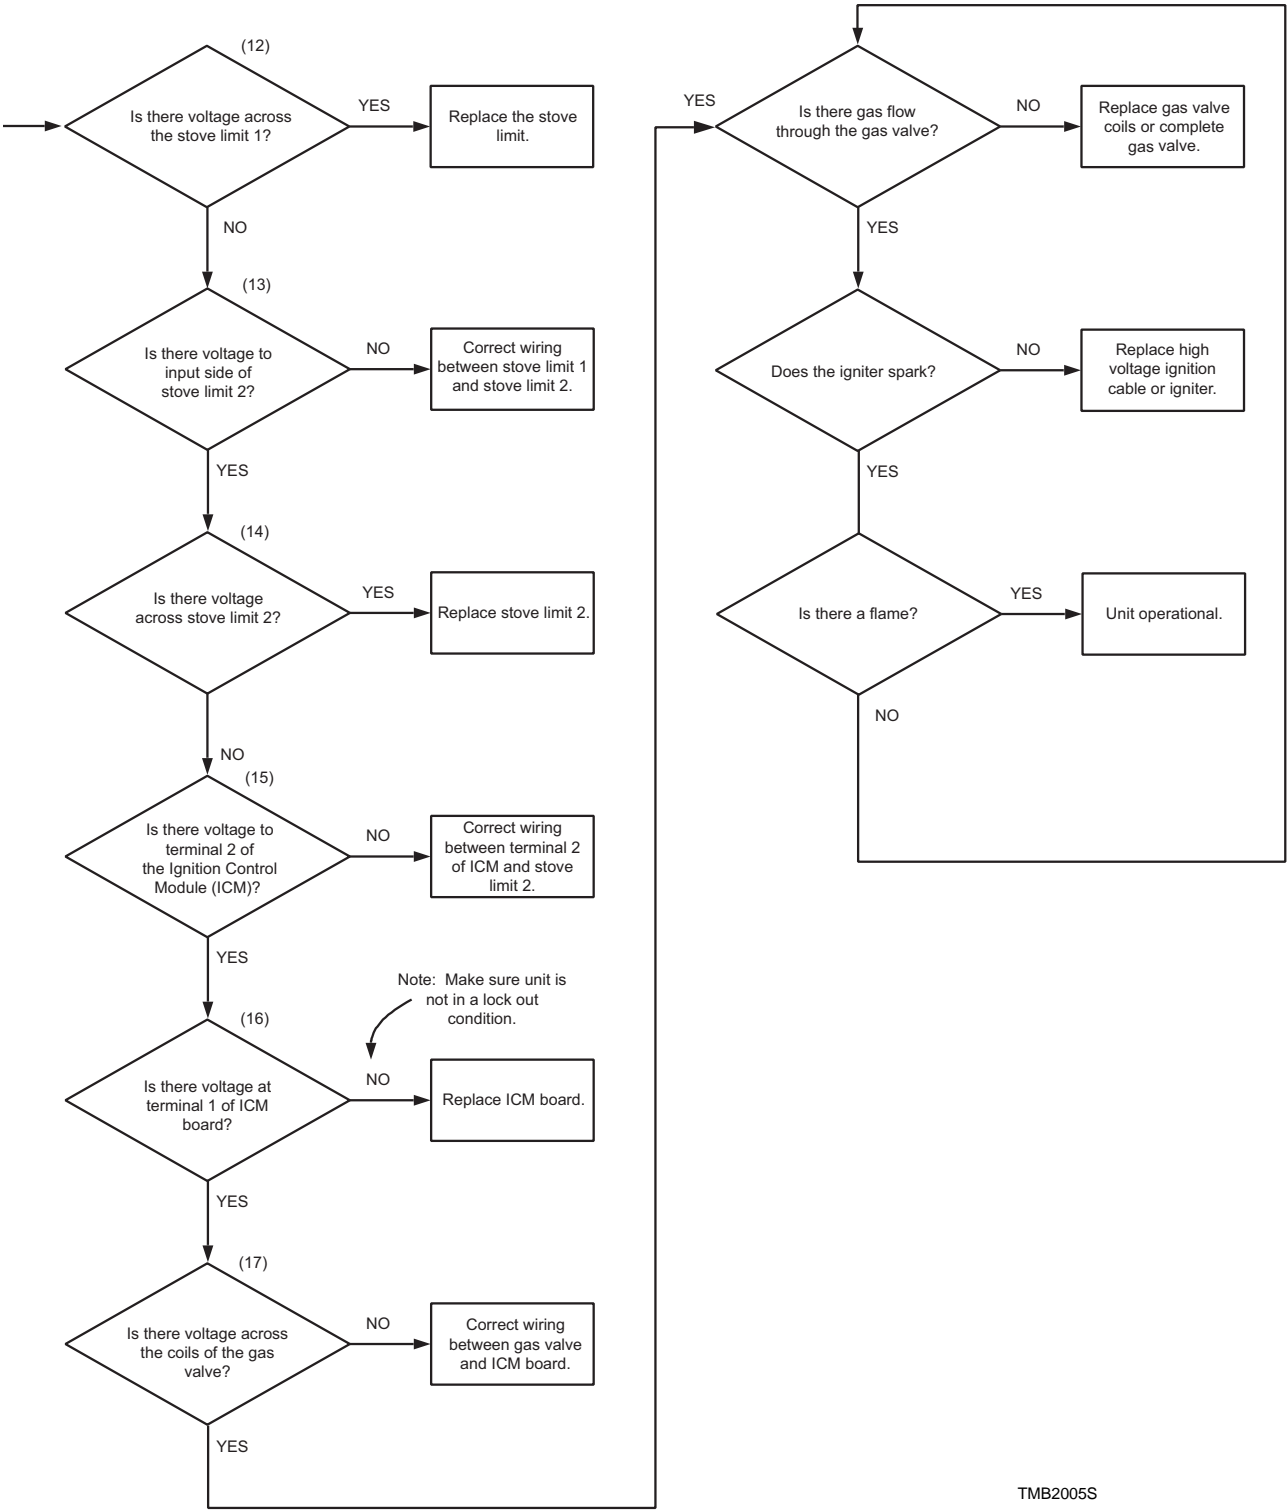 (12)
Is there voltage across
the stove limit 1?
YES
Replace the stove
limit.
NO
(13)
Is there voltage to
input side of
stove limit 2?
NO
Correct wiring
between stove limit 1
and stove limit 2.
YES
(14)
Is there voltage
across stove limit 2?
YES
Replace stove limit 2.
NO
(15)
Is there voltage to
terminal 2 of
the Ignition Control
Module (ICM)?
NO
Correct wiring
between terminal 2
of ICM and stove
limit 2.
YES
Note: Make sure unit is
not in a lock out
condition.
(16)
Is there voltage at
terminal 1 of ICM
board?
NO
Replace ICM board.
YES
(17)
Is there voltage across
the coils of the gas
valve?
NO
Correct wiring
between gas valve
and ICM board.
YES
YES
Is there gas flow
through the gas valve?
NO
Replace gas valve
coils or complete
gas valve.
YES
Does the igniter spark?
NO
Replace high
voltage ignition
cable or igniter.
YES
Is there a flame?
YES
Unit operational.
NO
TMB2005S